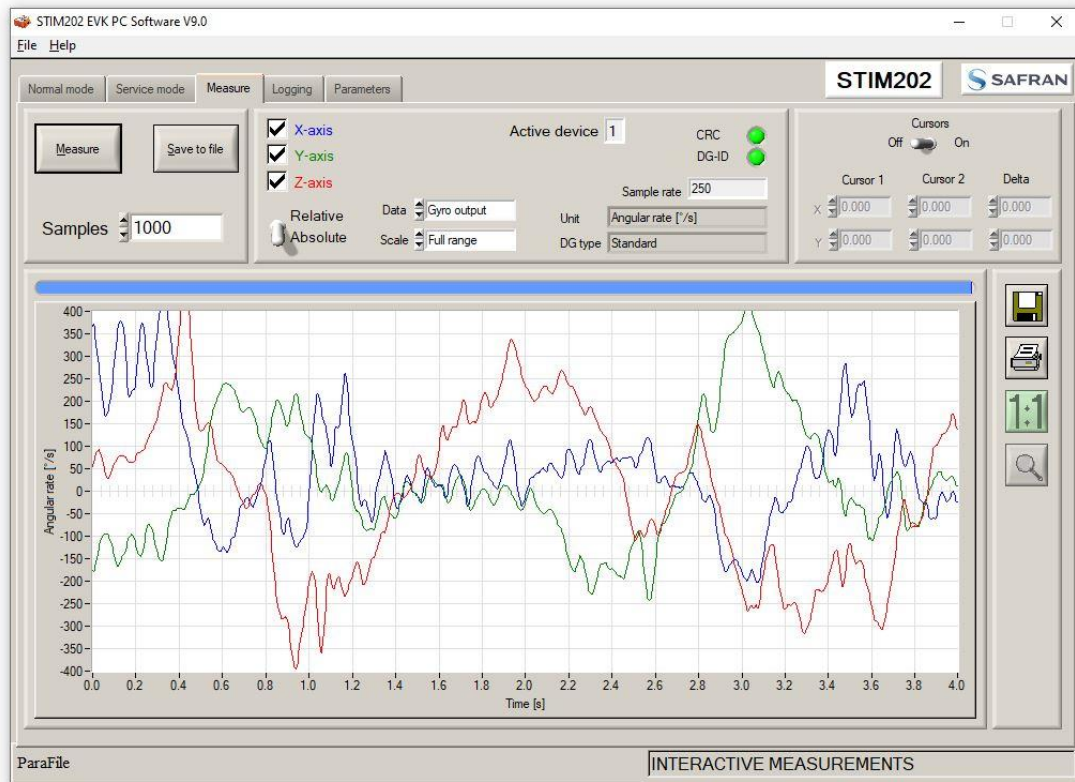 STIM202 EVK PC Software V9.0
File Help
Normal mode Service mode Measure Logging Parameters
STIM202
SAFRAN
Measure
Save to file
Samples 1000
X-axis
Y-axis
Z-axis
Relative
Absolute
Active device 1
CRC
DG-ID
Sample rate 250
Data Gyro output
Scale Full range
Unit Angular rate [°/s]
DG type Standard
Cursors
Off On
Cursor 1 Cursor 2 Delta
X 0.000 0.000 0.000
Y 0.000 0.000 0.000
400
350
300
250
200
150
100
50
0
-50
-100
-150
-200
-250
-300
-350
-400
Angular rate [°/s]
0.0 0.2 0.4 0.6 0.8 1.0 1.2 1.4 1.6 1.8 2.0 2.2 2.4 2.6 2.8 3.0 3.2 3.4 3.6 3.8 4.0
Time [s]
1:1
ParaFile
INTERACTIVE MEASUREMENTS